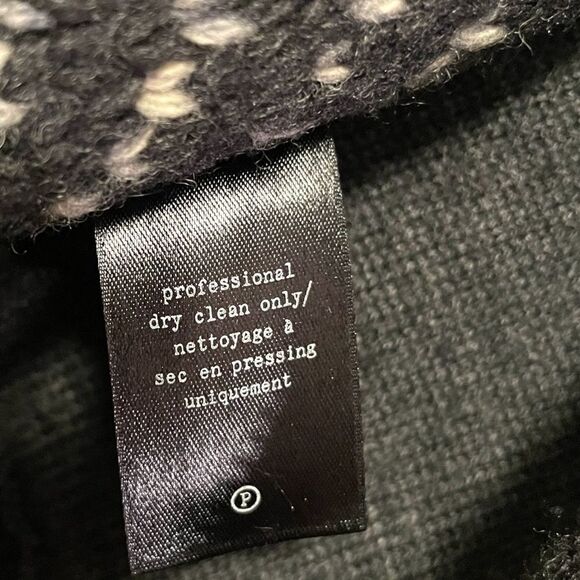 professional
dry clean only/
nettoyage à
sec en pressing
uniquement
P